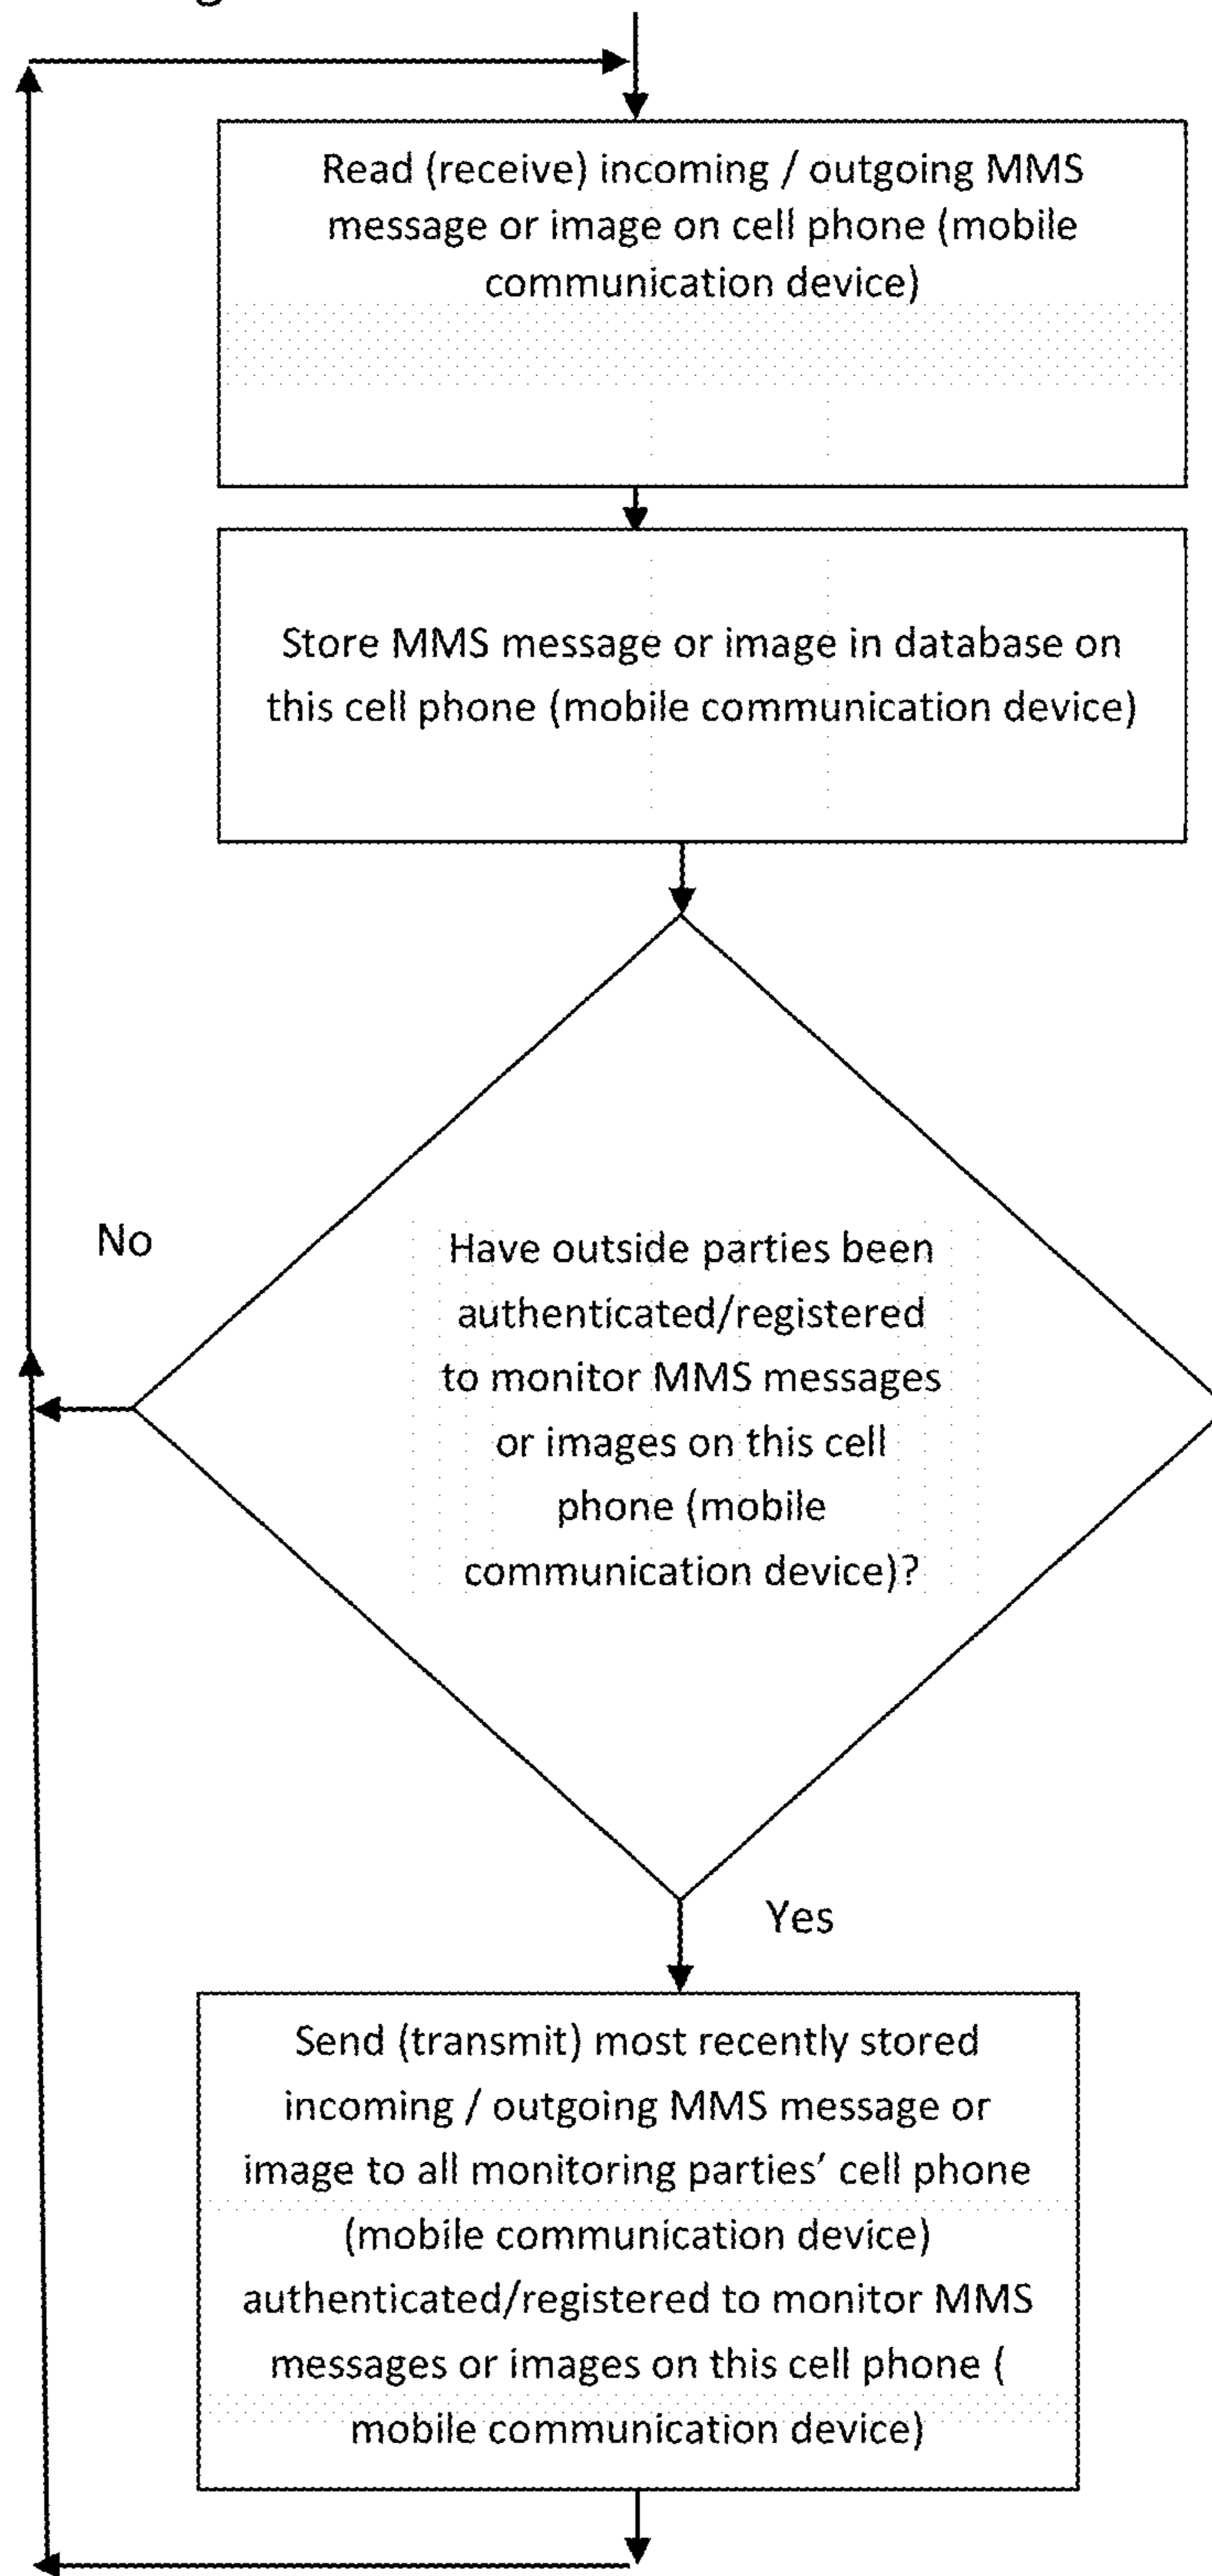 Read (receive) incoming / outgoing MMS
message or image on cell phone (mobile
communication device)
Store MMS message or image in database on
this cell phone (mobile communication device)
No
Have outside parties been
authenticated/registered
to monitor MMS messages
or images on this cell
phone (mobile
communication device)?
Yes
Send (transmit) most recently stored
incoming / outgoing MMS message or
image to all monitoring parties’ cell phone
(mobile communication device)
authenticated/registered to monitor MMS
messages or images on this cell phone (
mobile communication device)